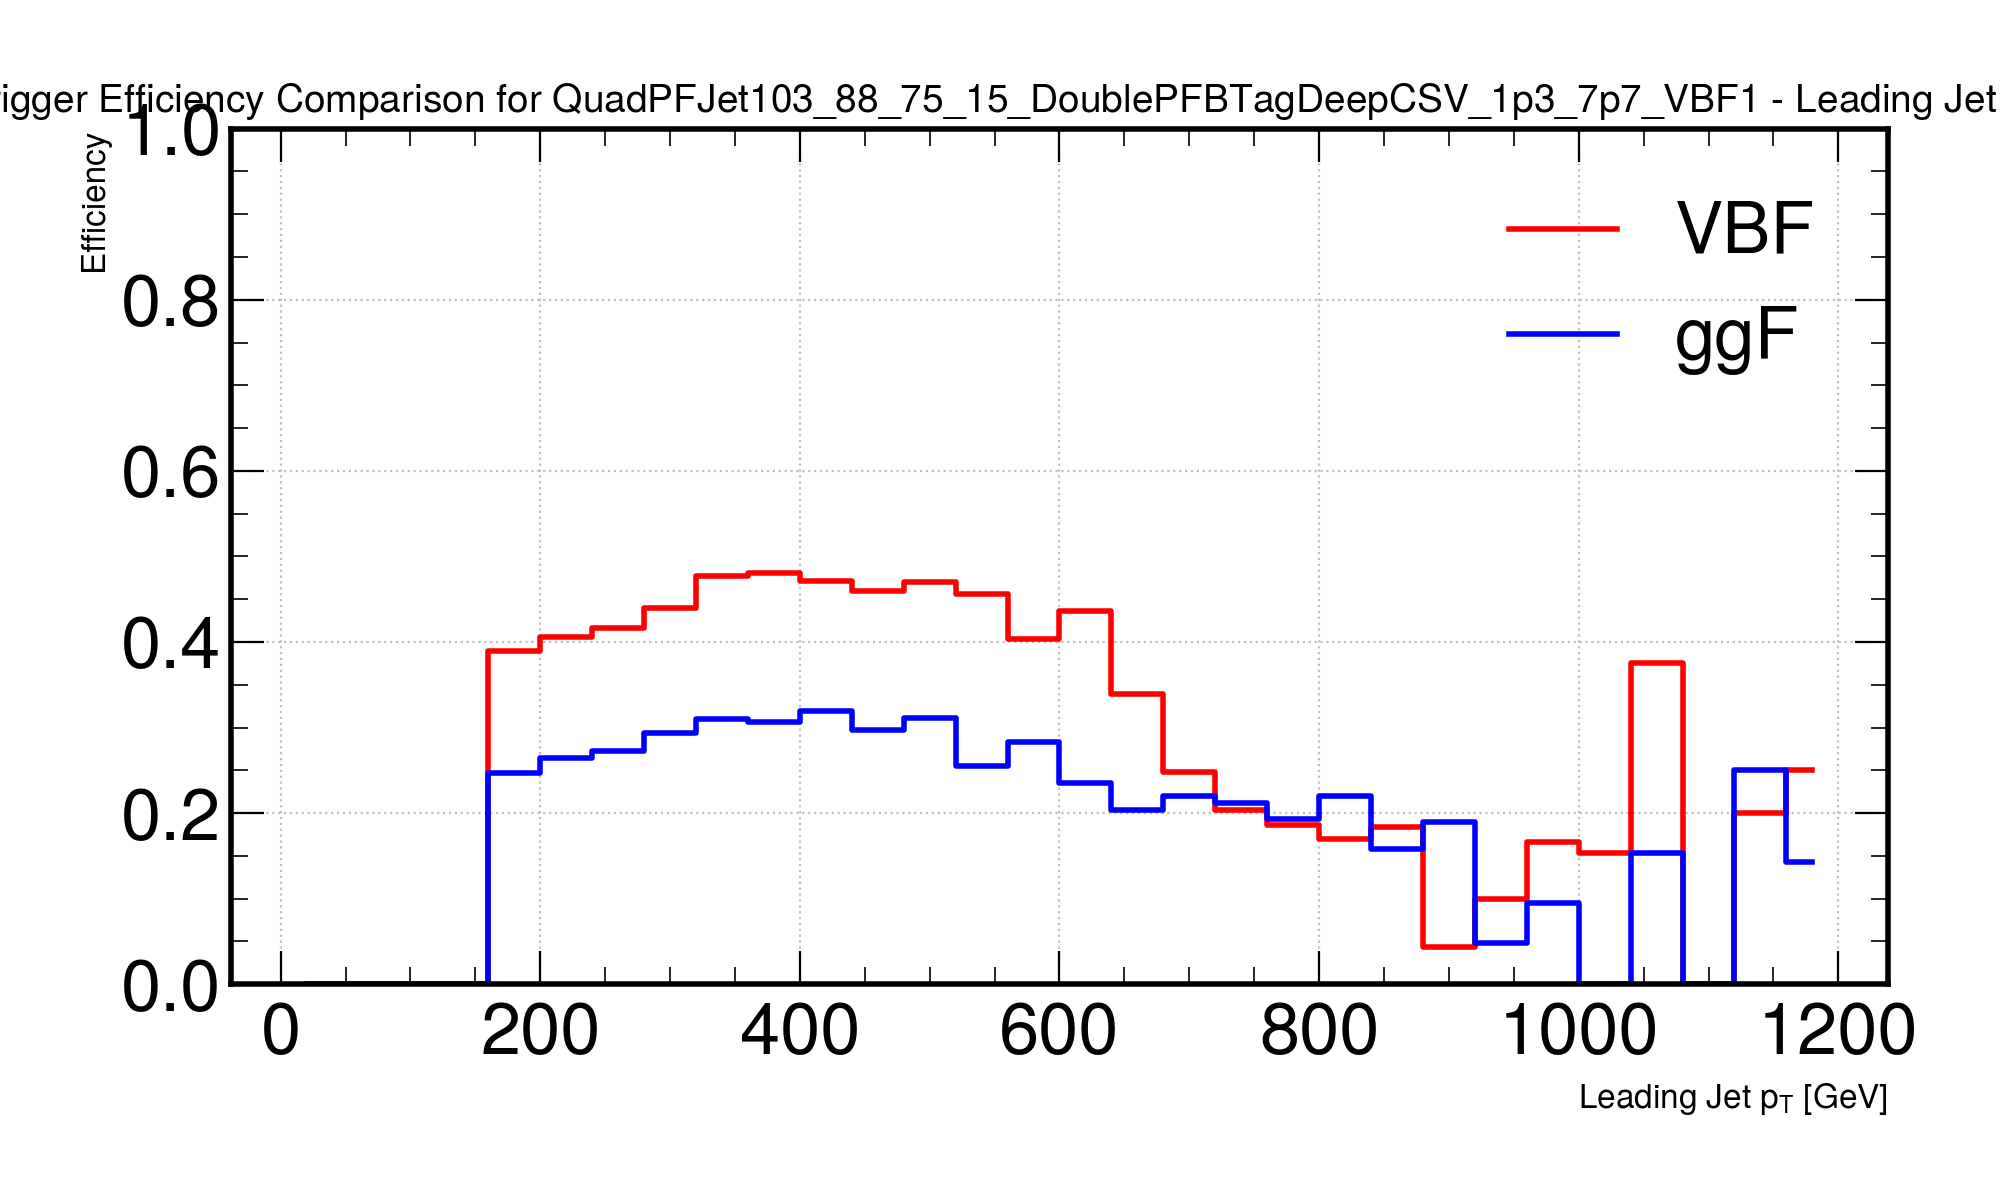 igger Efficiency Comparison for QuadPFJet103_88_75_15_DoublePFBTagDeepCSV_1p3_7p7_VBF1 - Leading Jet
Efficiency
1.0
0.8
0.6
0.4
0.2
0.0
VBF
ggF
0 200 400 600 800 1000 1200
Leading Jet pT [GeV]